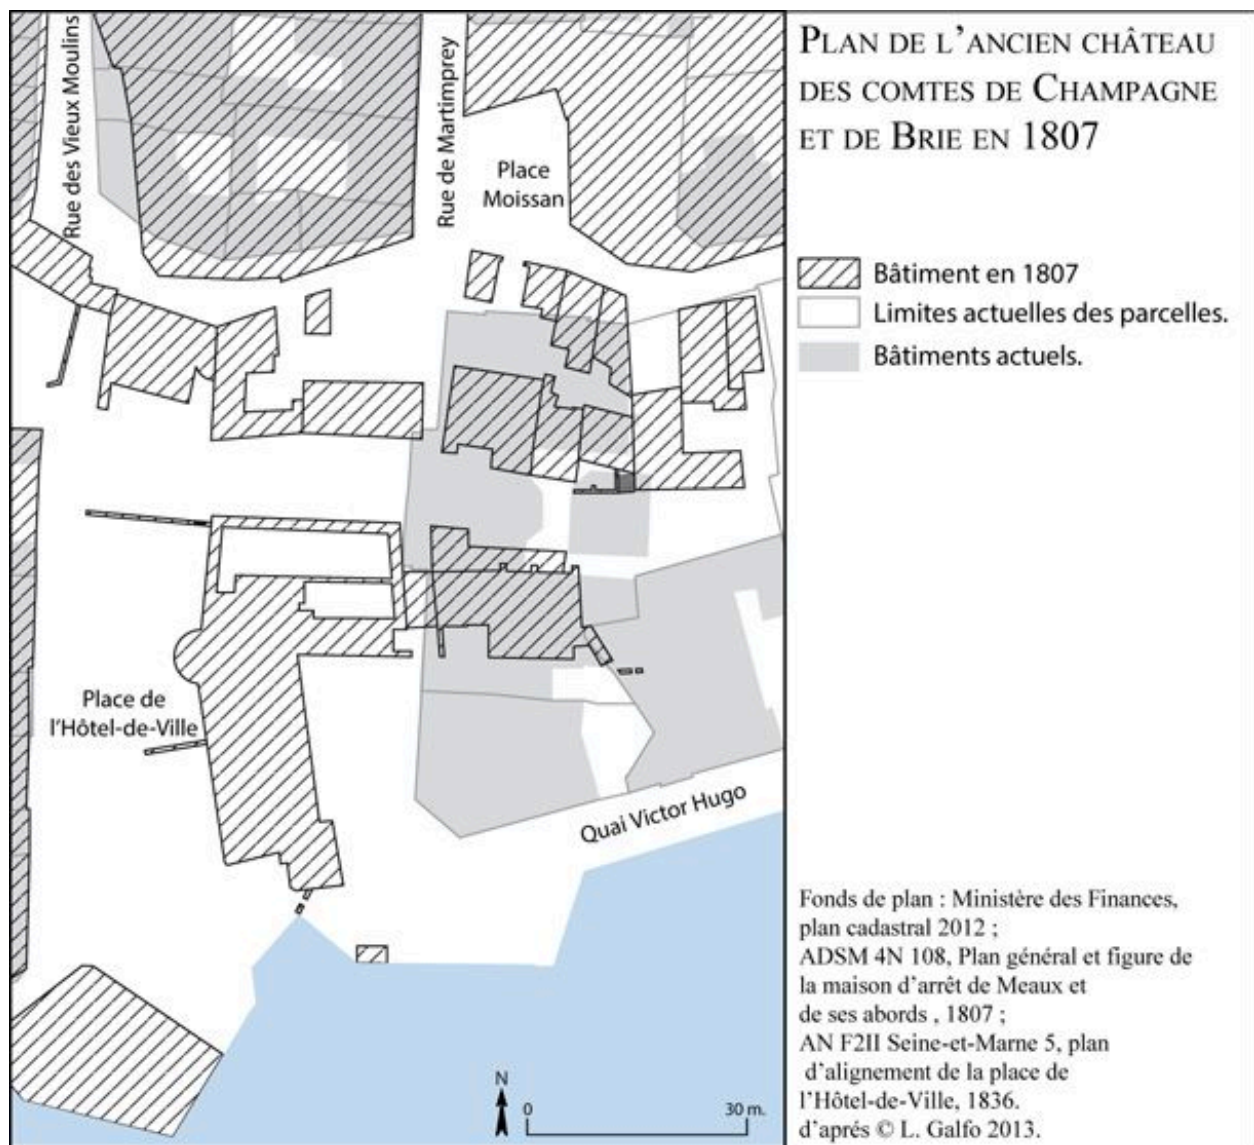 PLAN DE L'ANCIEN CHÂTEAU
DES COMTES DE CHAMPAGNE
ET DE BRIE EN 1807
Rue des Vieux Moulins
Rue de Martimprey
Place
Moissan
Bâtiment en 1807
Limites actuelles des parcelles.
Bâtiments actuels.
Place de
l'Hôtel-de-Ville
Quai Victor Hugo
N
0 30 m.
Fonds de plan : Ministère des Finances,
plan cadastral 2012 ;
ADSM 4N 108, Plan général et figure de
la maison d'arrêt de Meaux et
de ses abords , 1807 ;
AN F2II Seine-et-Marne 5, plan
d'alignement de la place de
l'Hôtel-de-Ville, 1836.
d'aprés © L. Galfo 2013.